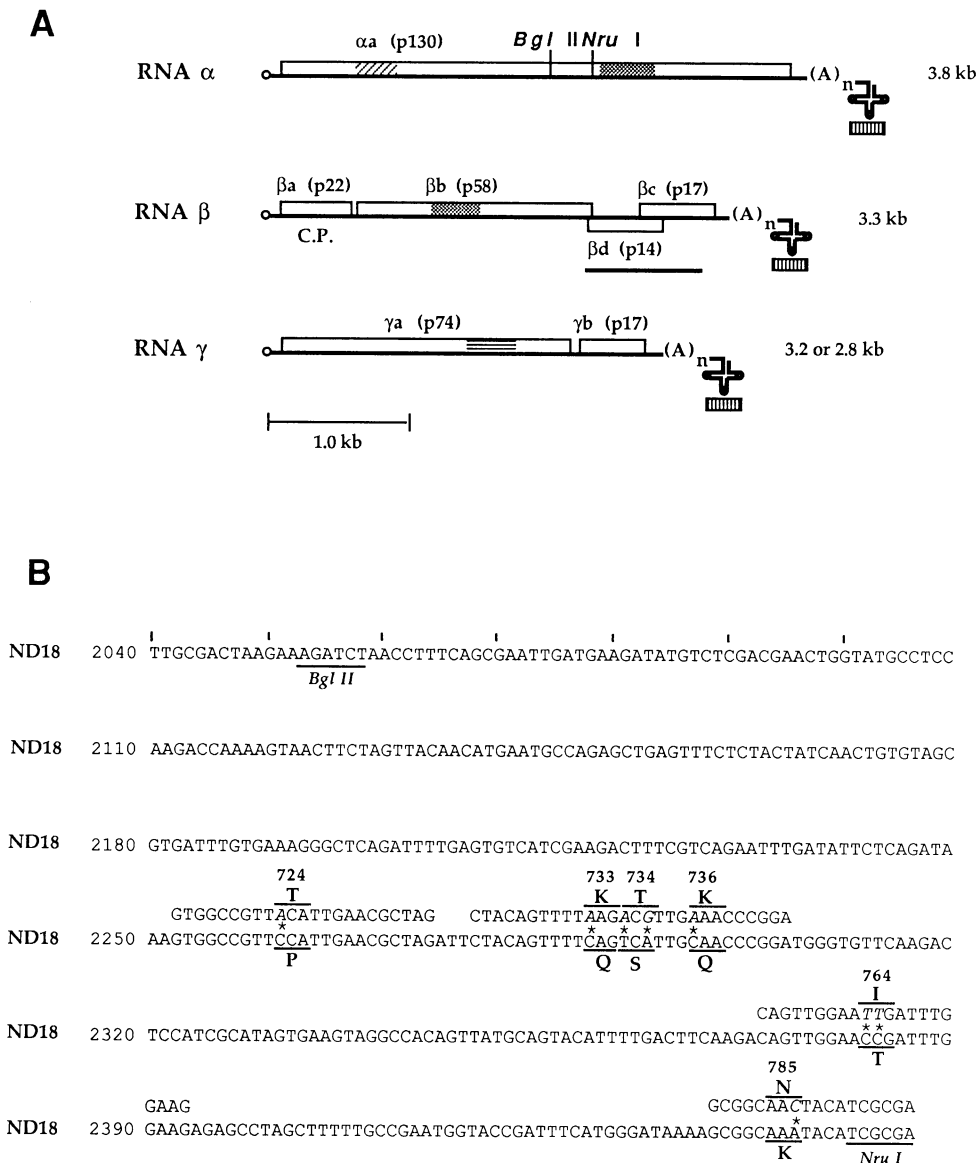 A
αa (p130)
Bgl II Nru I
RNA α
(A)n
3.8 kb
βa (p22)
βb (p58)
βc (p17)
RNA β
(A)n
3.3 kb
C.P.
βd (p14)
γa (p74)
γb (p17)
RNA γ
(A)n
3.2 or 2.8 kb
1.0 kb
B
ND18 2040 TTGCGACTAAGAAAGATCTAACCTTTCAGCGAATTGATGAAGATATGTCTCGACGAACTGGTATGCCTCC
Bgl II
ND18 2110 AAGACCAAAAGTAACTTCTAGTTACAACATGAATGCCAGAGCTGAGTTTCTCTACTATCAACTGTGTAGC
ND18 2180 GTGATTTGTGAAAGGGCTCAGATTTTGAGTGTCATCGAAGACTTTCGTCAGAATTTGATATTCTCAGATA
724 733 734 736
T K T K
GTGGCCGTTACATTGAACGCTAG CTACAGTTTTAAGACGTTGAAACCCGGA
* * * * *
ND18 2250 AAGTGGCCGTTCCATTGAACGCTAGATTCTACAGTTTTCAGTCATTGCAACCCGGATGGGTGTTCAAGAC
P Q S Q
764
I
CAGTTGGAATTGATTTG
* *
ND18 2320 TCCATCGCATAGTGAAGTAGGCCACAGTTATGCAGTACATTTTGACTTCAAGACAGTTGGAACCGATTTG
T
785
N
GAAG GCGGCAACTACATCGCGA
*
ND18 2390 GAAGAGAGCCTAGCTTTTTGCCGAATGGTACCGATTTCATGGGATAAAAGCGGCAAATACATCGCGA
K Nru I